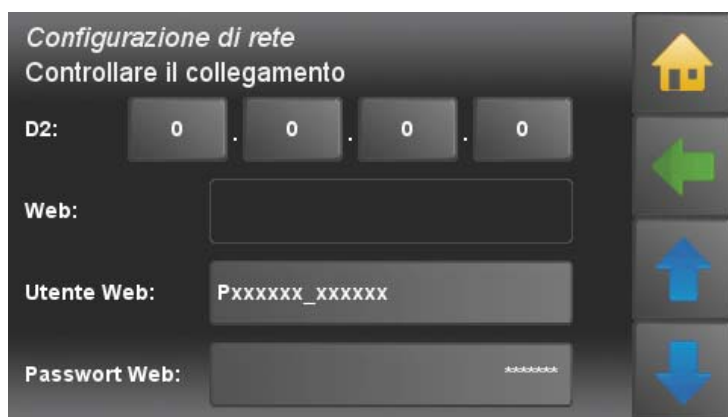 Configurazione di rete
Controllare il collegamento
D2: 0 . 0 . 0 . 0
Web:
Utente Web: Pxxxxxx_xxxxxx
Passwort Web: *******